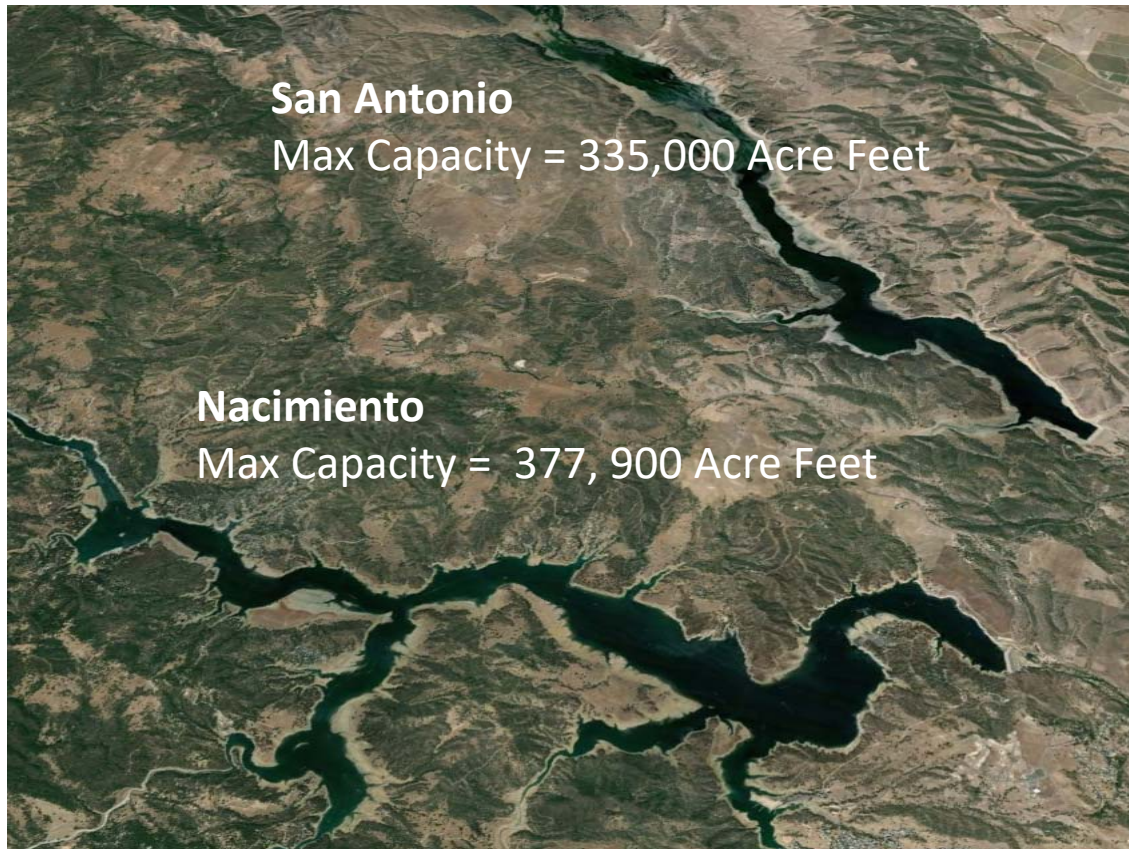 San Antonio
Max Capacity = 335,000 Acre Feet
Nacimiento
Max Capacity =  377, 900 Acre Feet